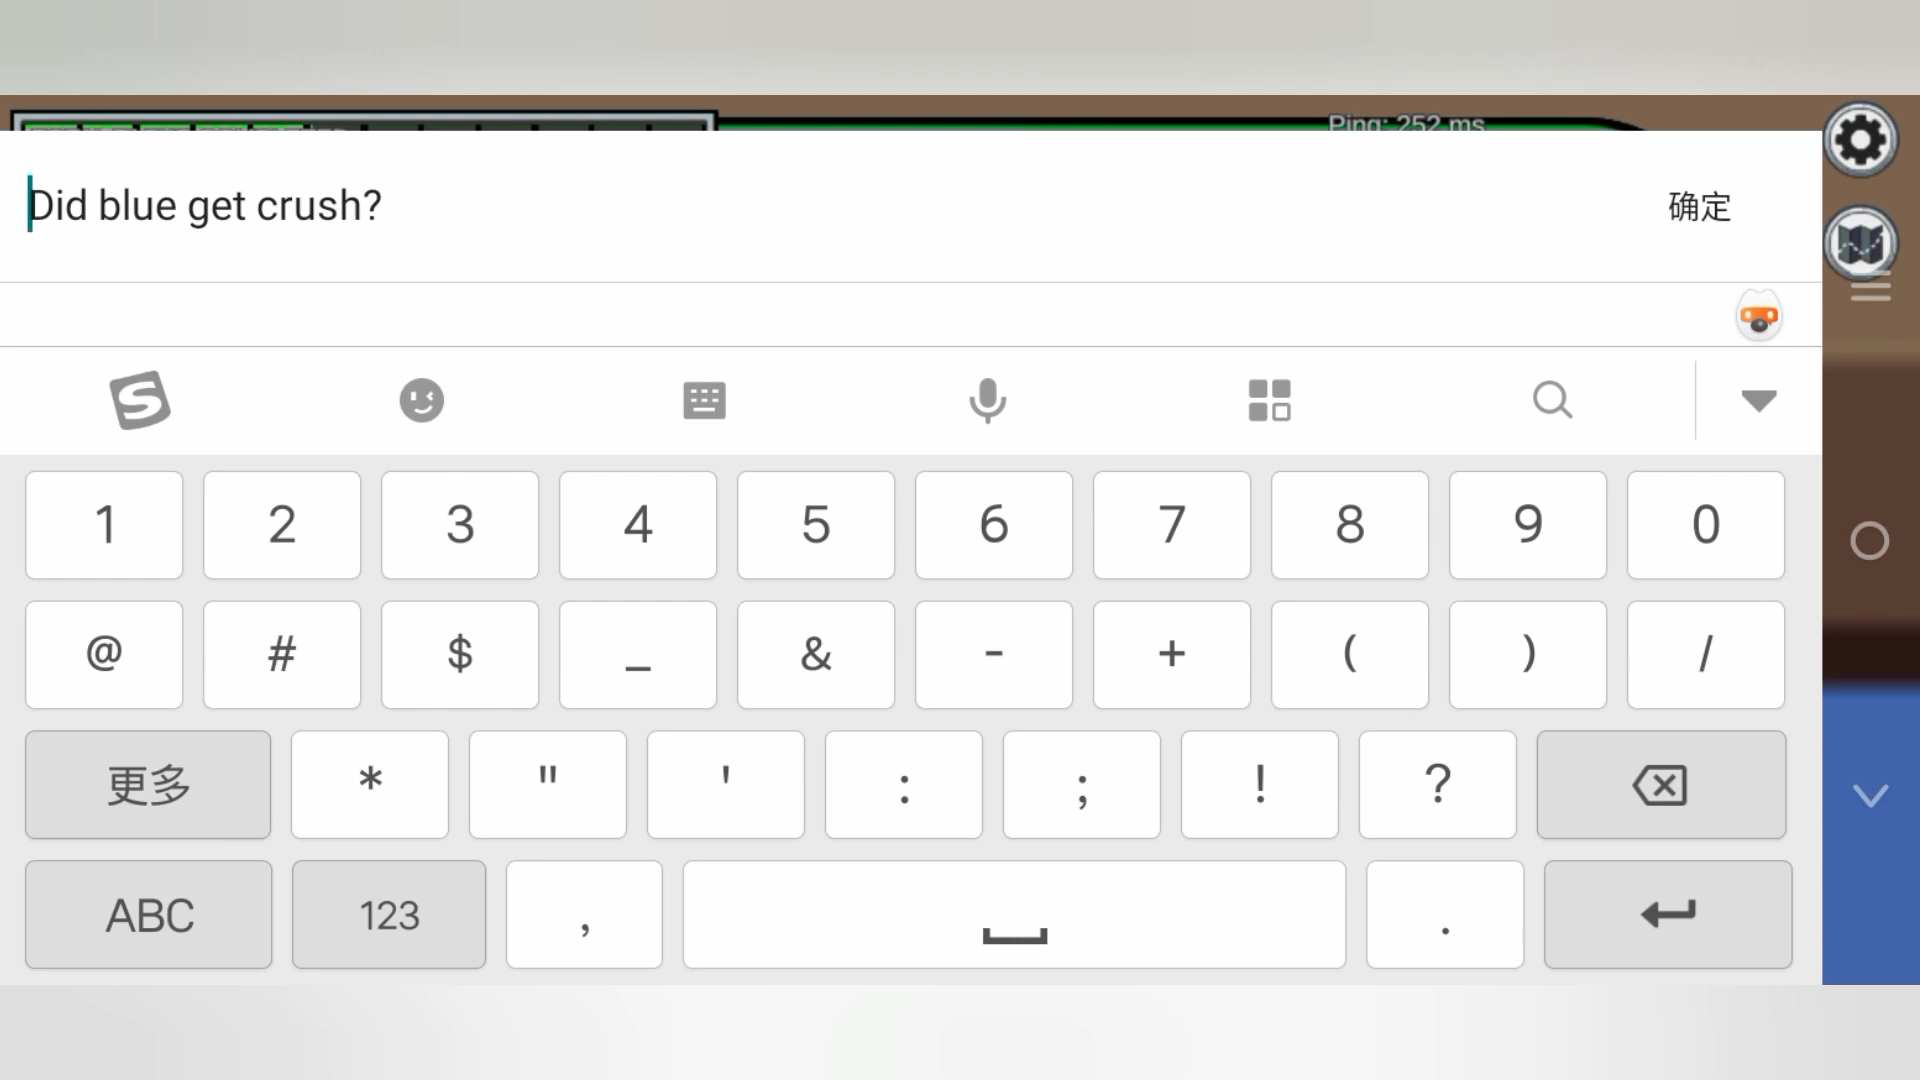 Ping: 252 ms
Did blue get crush?
确定
1 2 3 4 5 6 7 8 9 0
@ # $ _ & - + ( ) /
更多 * " ' : ; ! ?
ABC 123 , .